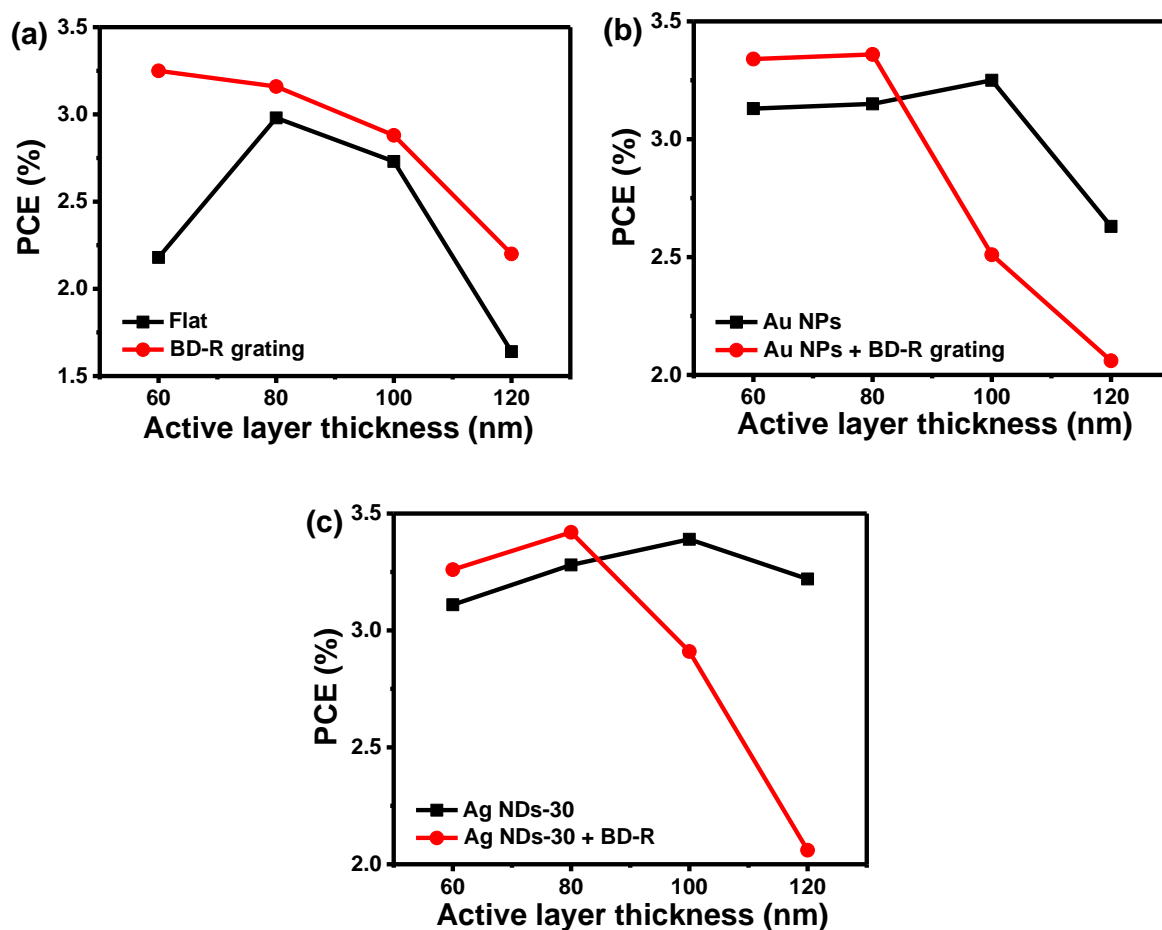 (a)
3.5
3.0
2.5
2.0
1.5
PCE (%)
Flat
BD-R grating
60 80 100 120
Active layer thickness (nm)
(b)
3.5
3.0
2.5
2.0
PCE (%)
Au NPs
Au NPs + BD-R grating
60 80 100 120
Active layer thickness (nm)
(c)
3.5
3.0
2.5
2.0
PCE (%)
Ag NDs-30
Ag NDs-30 + BD-R
60 80 100 120
Active layer thickness (nm)